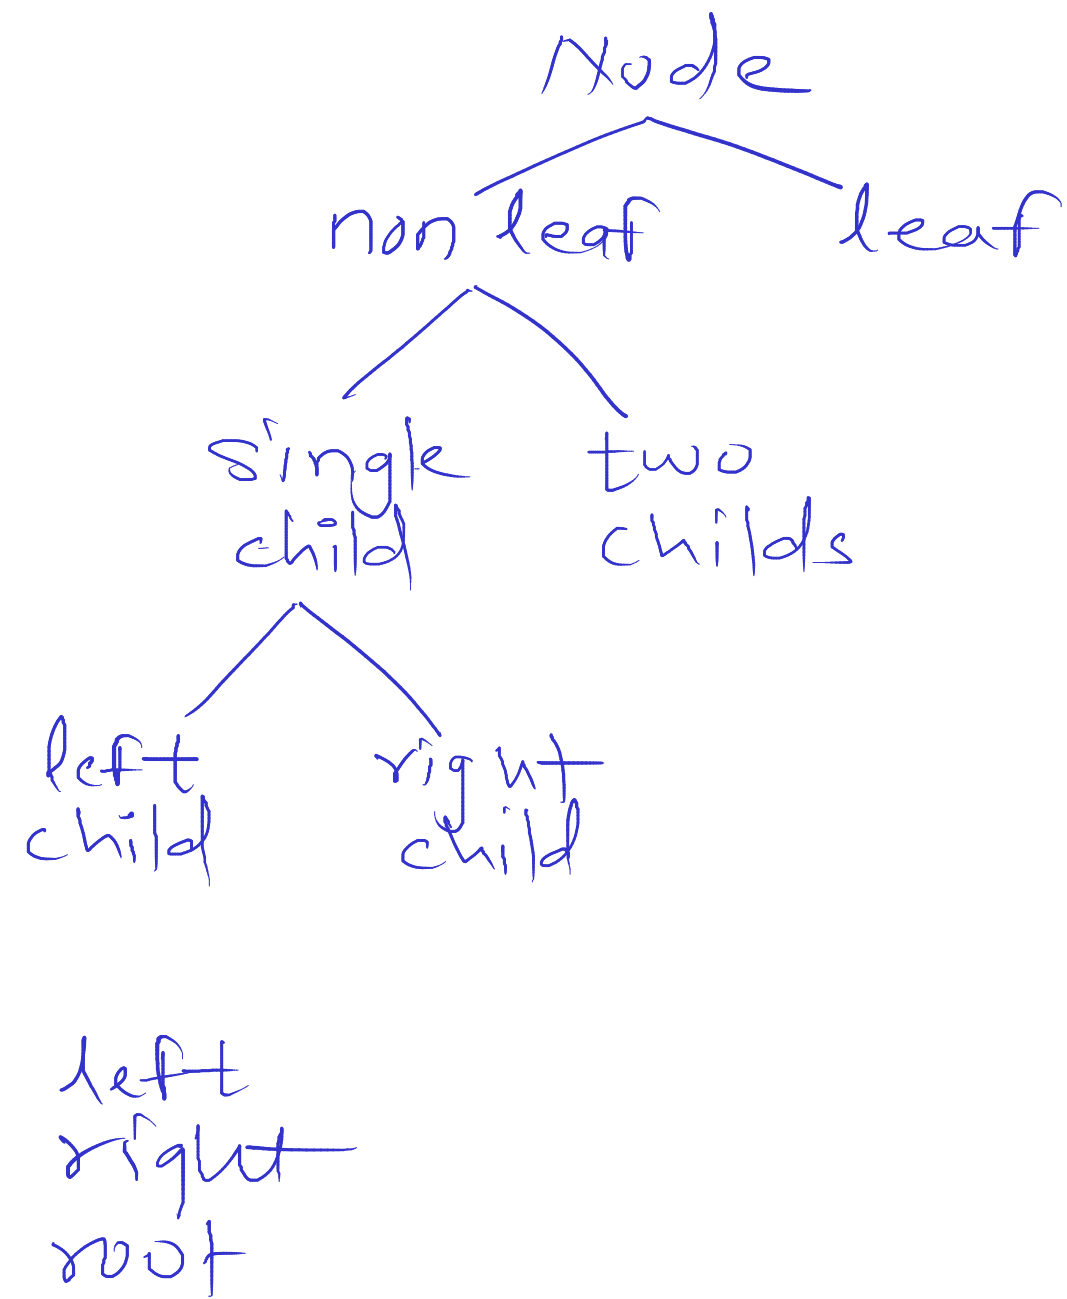 Node
non leaf leaf
single two
child childs
left right
child child
left
right
root